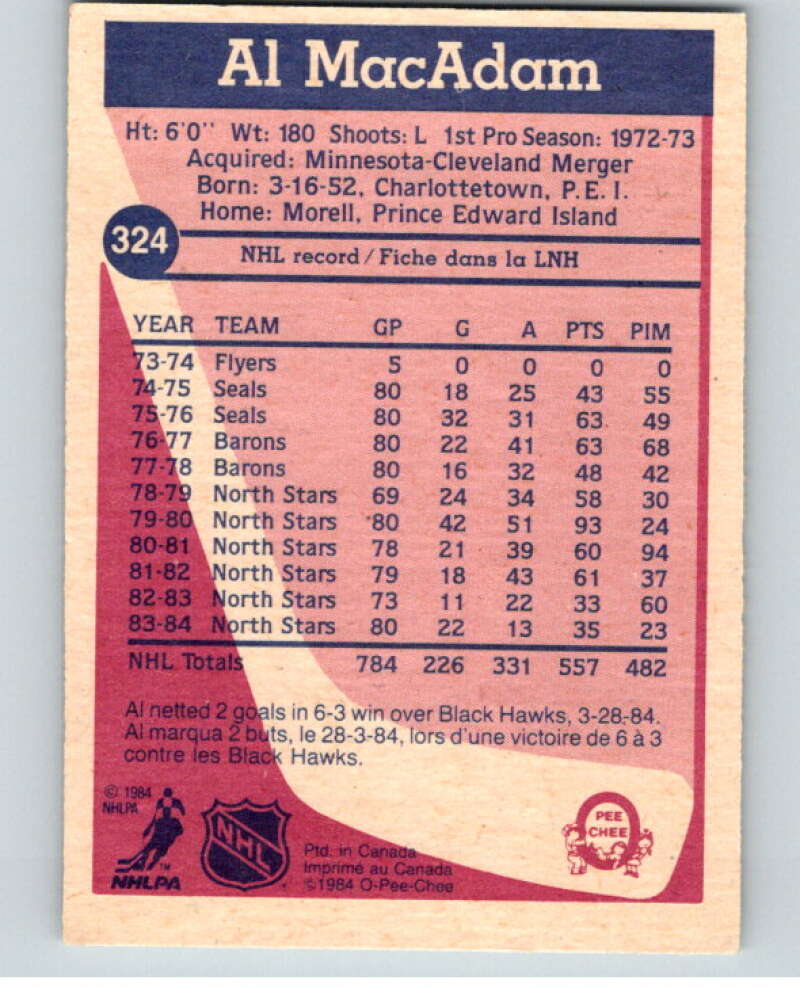 Al MacAdam
Ht: 6'0" Wt: 180 Shoots: L 1st Pro Season: 1972-73
Acquired: Minnesota-Cleveland Merger
Born: 3-16-52, Charlottetown, P.E.I.
Home: Morell, Prince Edward Island
324
NHL record / Fiche dans la LNH
YEAR TEAM GP G A PTS PIM
73-74 Flyers 5 0 0 0 0
74-75 Seals 80 18 25 43 55
75-76 Seals 80 32 31 63 49
76-77 Barons 80 22 41 63 68
77-78 Barons 80 16 32 48 42
78-79 North Stars 69 24 34 58 30
79-80 North Stars 80 42 51 93 24
80-81 North Stars 78 21 39 60 94
81-82 North Stars 79 18 43 61 37
82-83 North Stars 73 11 22 33 60
83-84 North Stars 80 22 13 35 23
NHL Totals 784 226 331 557 482
Al netted 2 goals in 6-3 win over Black Hawks, 3-28-84.
Al marqua 2 buts, le 28-3-84, lors d'une victoire de 6 à 3
contre les Black Hawks.
© 1984
NHLPA
™
NHLPA
NHL
Ptd. in Canada
Imprimé au Canada
©1984 O-Pee-Chee
PEE
CHEE